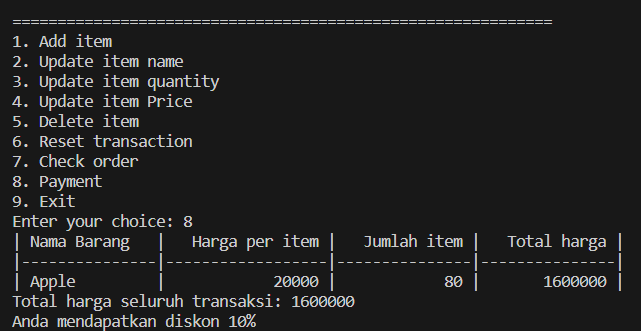 ============================================================
1. Add item
2. Update item name
3. Update item quantity
4. Update item Price
5. Delete item
6. Reset transaction
7. Check order
8. Payment
9. Exit
Enter your choice: 8
| Nama Barang   |   Harga per item |   Jumlah item |   Total harga |
|---------------|------------------|---------------|---------------|
| Apple         |            20000 |            80 |       1600000 |
Total harga seluruh transaksi: 1600000
Anda mendapatkan diskon 10%